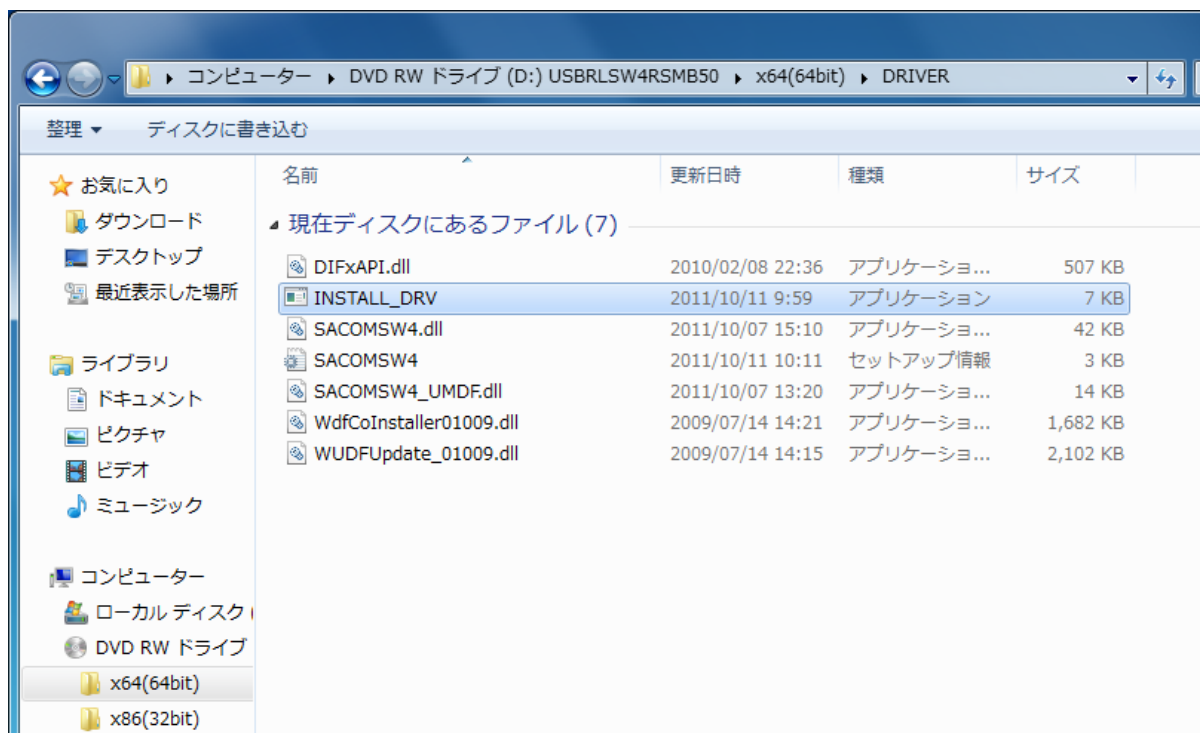 コンピューター ▸ DVD RW ドライブ (D:) USBRLSW4RSMB50 ▸ x64(64bit) ▸ DRIVER
整理 ディスクに書き込む
お気に入り
ダウンロード
デスクトップ
最近表示した場所
ライブラリ
ドキュメント
ピクチャ
ビデオ
ミュージック
コンピューター
ローカル ディスク (
DVD RW ドライブ
x64(64bit)
x86(32bit)
名前 更新日時 種類 サイズ
現在ディスクにあるファイル (7)
DIFxAPI.dll 2010/02/08 22:36 アプリケーショ... 507 KB
INSTALL_DRV 2011/10/11 9:59 アプリケーション 7 KB
SACOMSW4.dll 2011/10/07 15:10 アプリケーショ... 42 KB
SACOMSW4 2011/10/11 10:11 セットアップ情報 3 KB
SACOMSW4_UMDF.dll 2011/10/07 13:20 アプリケーショ... 14 KB
WdfCoInstaller01009.dll 2009/07/14 14:21 アプリケーショ... 1,682 KB
WUDFUpdate_01009.dll 2009/07/14 14:15 アプリケーショ... 2,102 KB